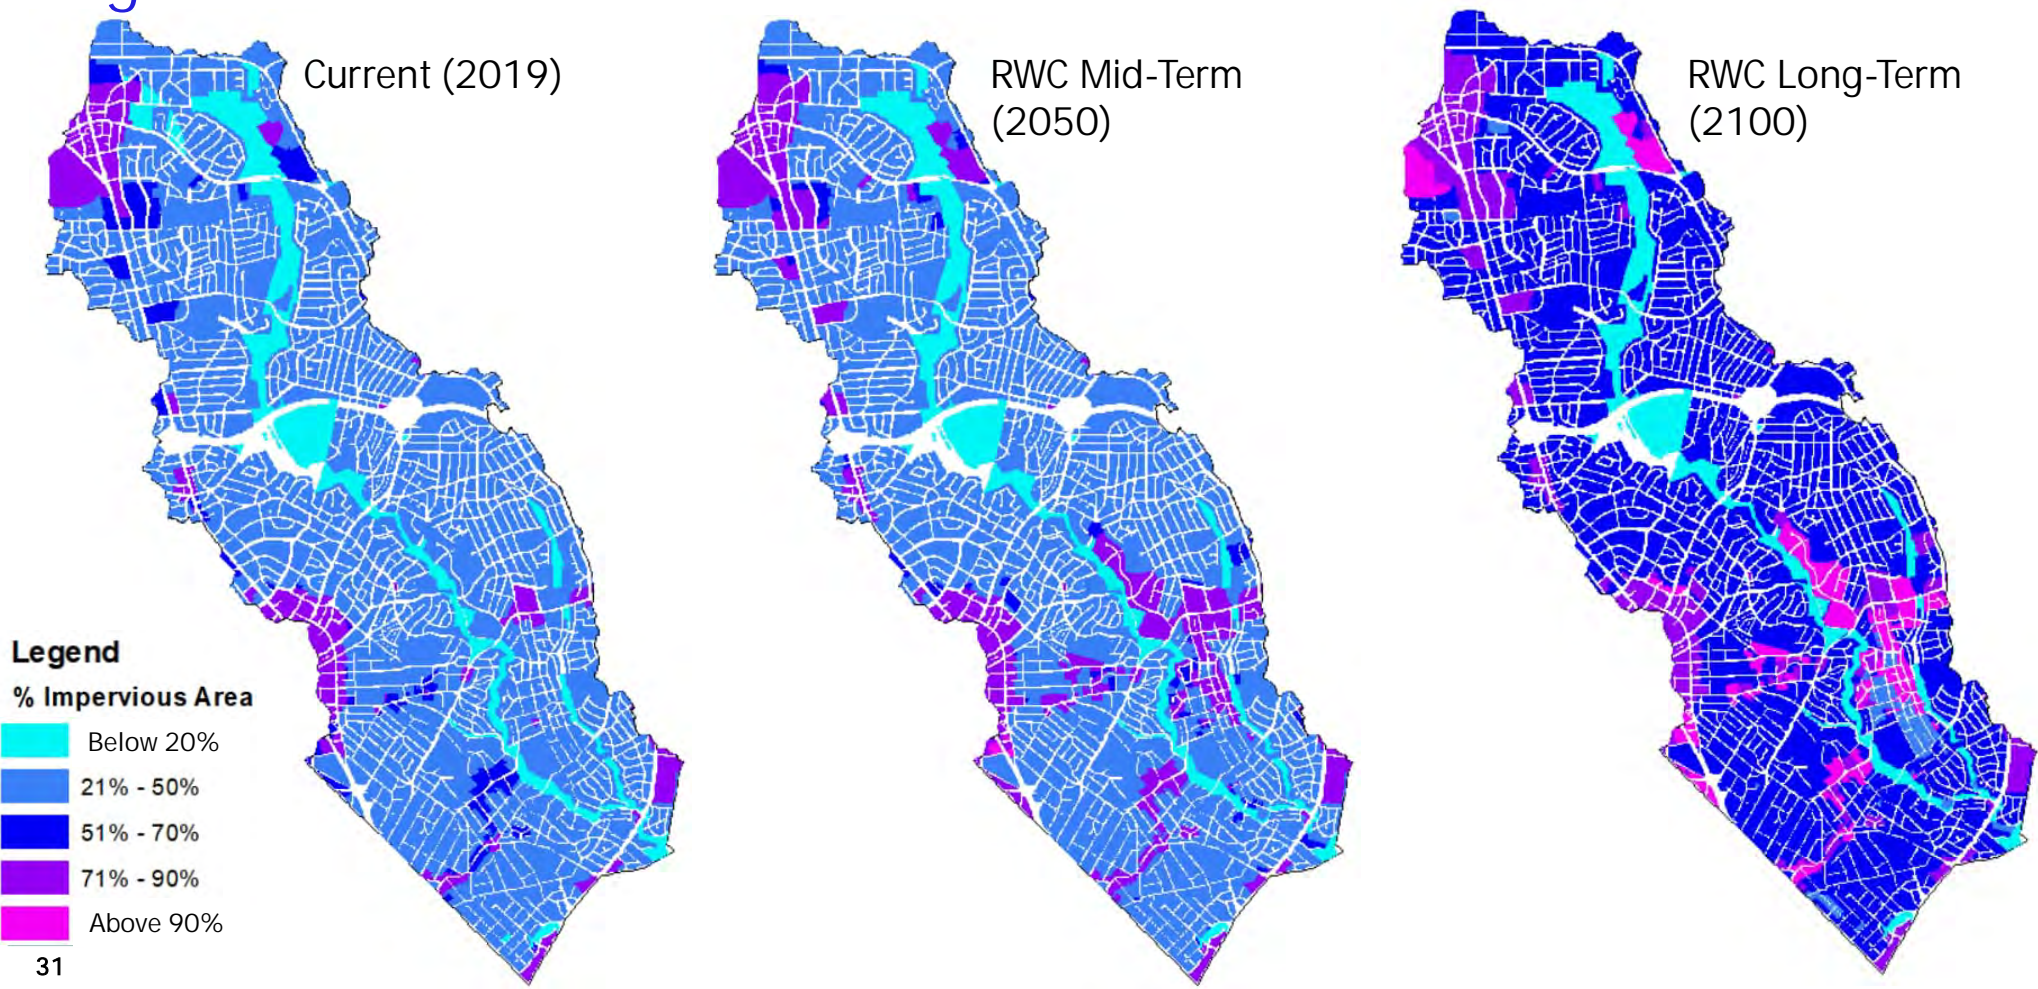 Current (2019)
RWC Mid-Term
(2050)
RWC Long-Term
(2100)
Legend
% Impervious Area
Below 20%
21% - 50%
51% - 70%
71% - 90%
Above 90%
31